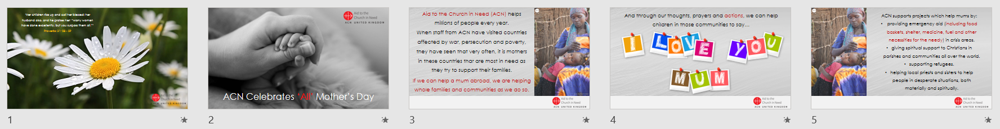 "Her children rise up and call her blessed; her
husband also, and he praises her: "Many women
have done excellently, but you surpass them all.""
Proverbs 31: 28 - 29
Aid to the
Church in Need
ACN UNITED KINGDOM
1
Aid to the
Church in Need
ACN UNITED KINGDOM
ACN Celebrates 'All' Mother's Day
2
Aid to the Church in Need (ACN) helps
millions of people every year.
When staff from ACN have visited countries
affected by war, persecution and poverty,
they have seen that very often, it is mothers
in these countries that are most in need as
they try to support their families.
If we can help a mum abroad, we are helping
whole families and communities as we do so.
Aid to the
Church in Need
ACN UNITED KINGDOM
3
And through our thoughts, prayers and actions, we can help
children in those communities to say...
I LOVE YOU
MUM
Aid to the
Church in Need
ACN UNITED KINGDOM
4
ACN supports projects which help mums by:
• providing emergency aid (including food
baskets, shelter, medicine, fuel and other
necessities for the needy) in crisis areas.
• giving spiritual support to Christians in
parishes and communities all over the world.
• supporting refugees.
• helping local priests and sisters to help
people in desperate situations, both
materially and spiritually.
Aid to the
Church in Need
ACN UNITED KINGDOM
5